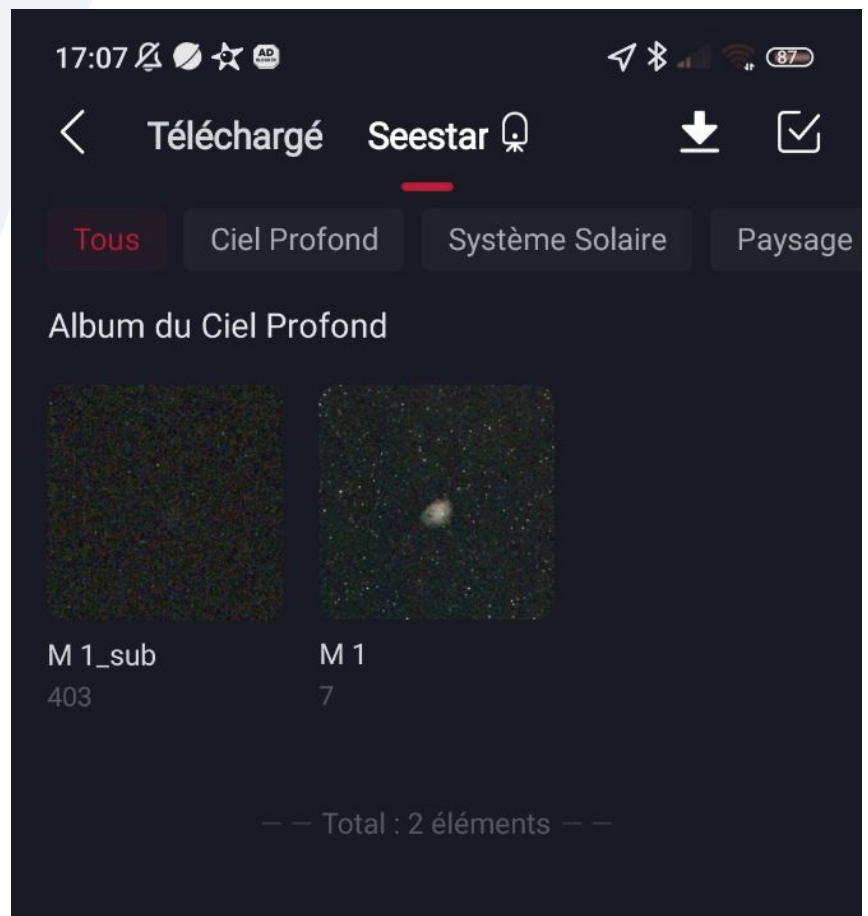 17:07 87
Téléchargé Seestar
Tous Ciel Profond Système Solaire Paysage
Album du Ciel Profond
M 1_sub M 1
403 7
— — Total : 2 éléments — —